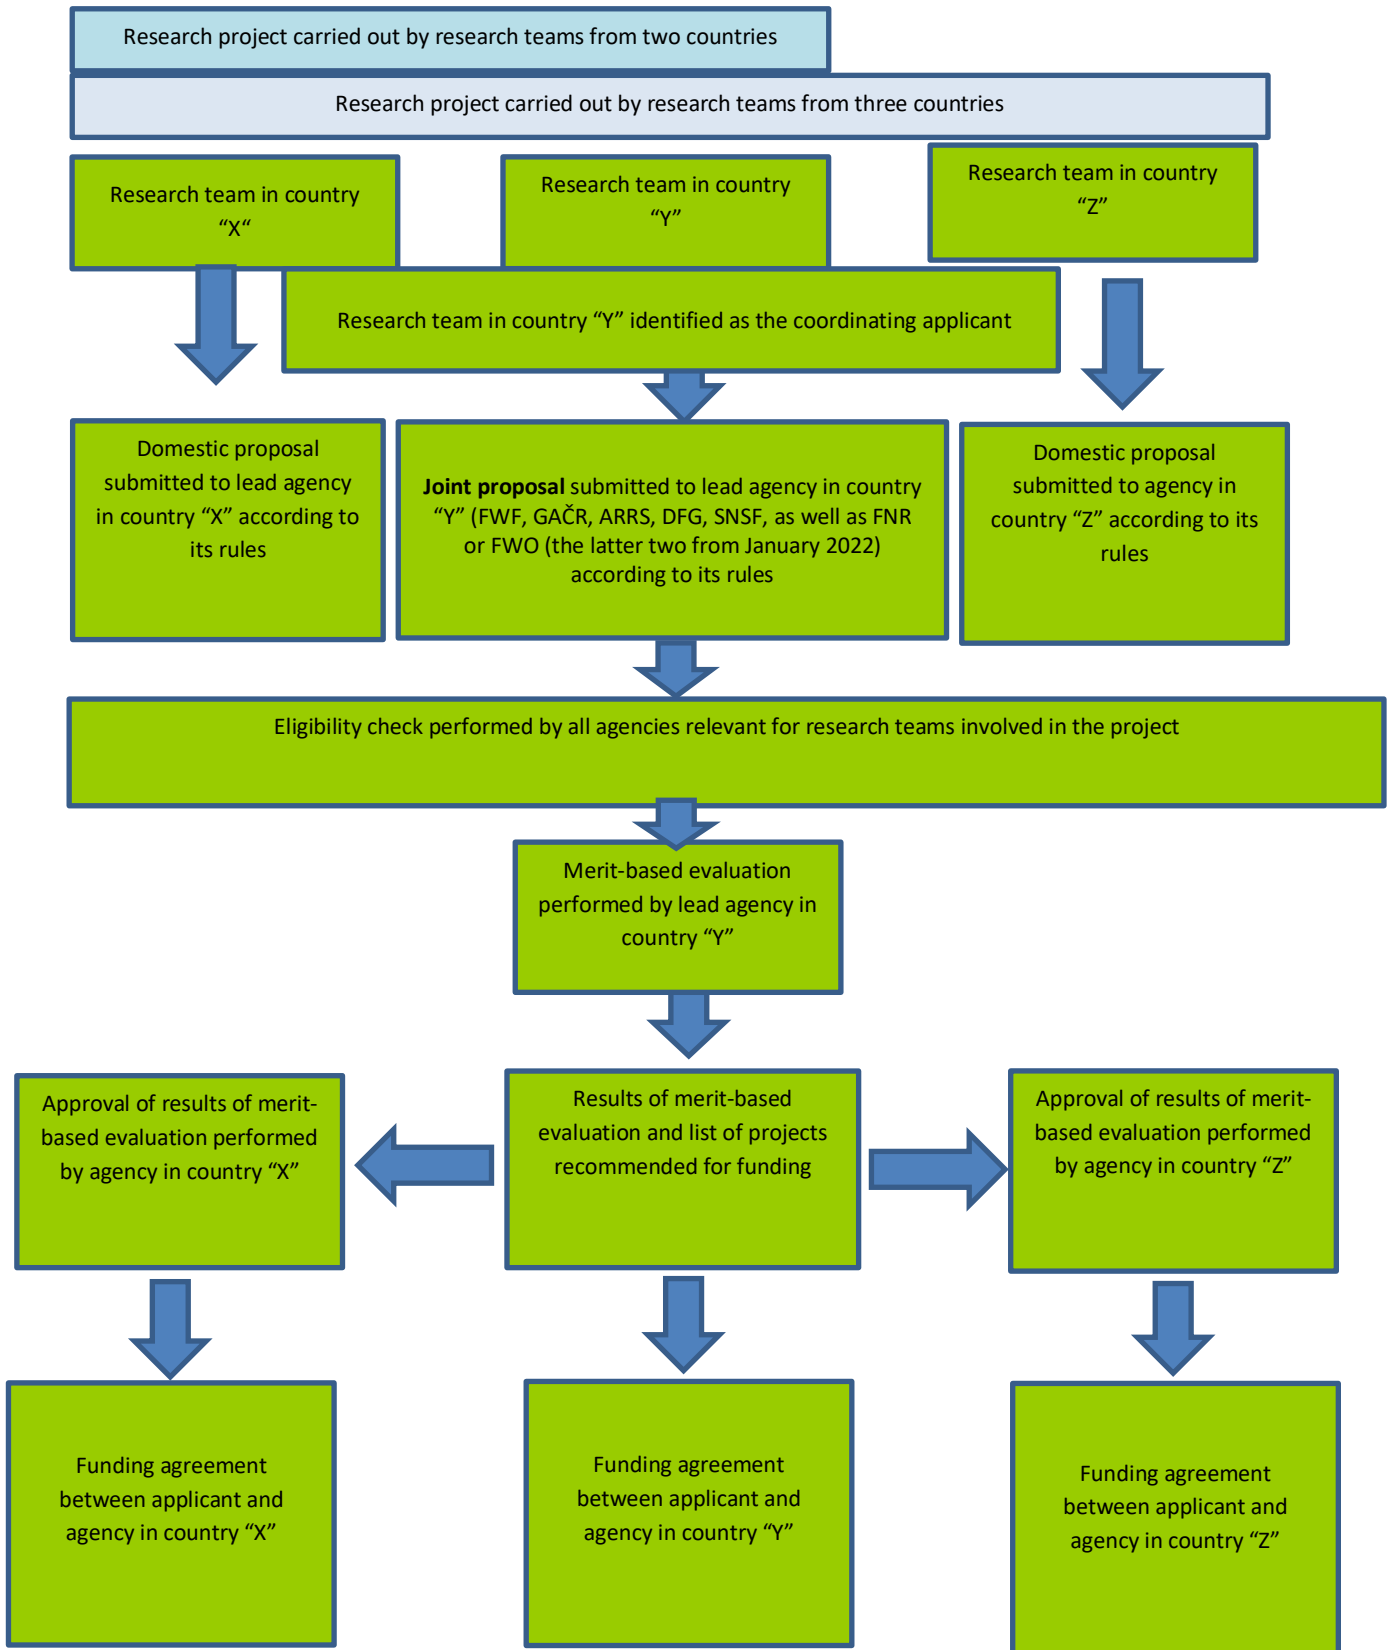 Research project carried out by research teams from two countries
Research project carried out by research teams from three countries
Research team in country
“X“
Research team in country
“Y”
Research team in country
“Z”
Research team in country “Y” identified as the coordinating applicant
Domestic proposal
submitted to lead agency
in country “X” according to
its rules
Joint proposal submitted to lead agency in country
“Y” (FWF, GAČR, ARRS, DFG, SNSF, as well as FNR
or FWO (the latter two from January 2022)
according to its rules
Domestic proposal
submitted to agency in
country “Z” according to its
rules
Eligibility check performed by all agencies relevant for research teams involved in the project
Merit-based evaluation
performed by lead agency in
country “Y”
Approval of results of merit-
based evaluation performed
by agency in country “X”
Results of merit-based
evaluation and list of projects
recommended for funding
Approval of results of merit-
based evaluation performed
by agency in country “Z”
Funding agreement
between applicant and
agency in country “X”
Funding agreement
between applicant and
agency in country “Y”
Funding agreement
between applicant and
agency in country “Z”